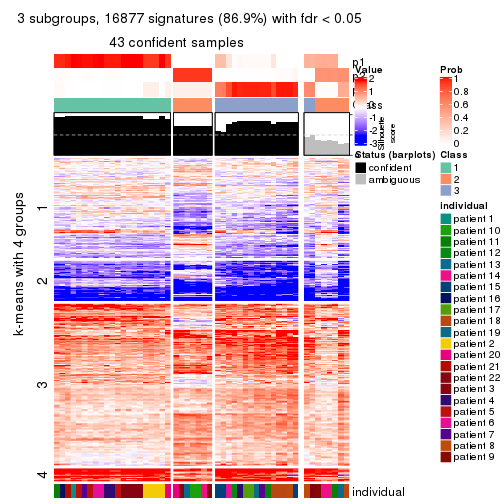 3 subgroups, 16877 signatures (86.9%) with fdr < 0.05
43 confident samples
p1
Value
2
1
0
-1
-2
-3
Prob
1
0.8
0.6
0.4
0.2
0
Silhouette
score
Status (barplots)
confident
ambiguous
Class
1
2
3
individual
patient 1
patient 10
patient 11
patient 12
patient 13
patient 14
patient 15
patient 16
patient 17
patient 18
patient 19
patient 2
patient 20
patient 21
patient 22
patient 3
patient 4
patient 5
patient 6
patient 7
patient 8
patient 9
k-means with 4 groups
1
2
3
4
individual